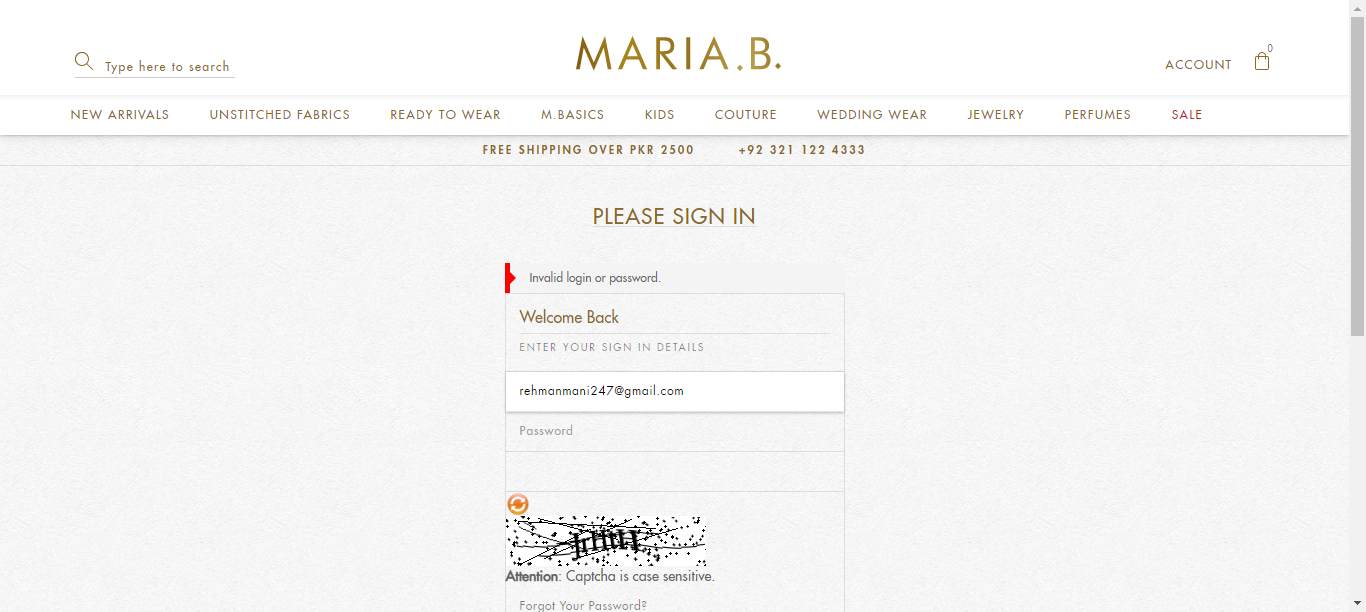 Type here to search
MARIA.B.
ACCOUNT
0
NEW ARRIVALS UNSTITCHED FABRICS READY TO WEAR M.BASICS KIDS COUTURE WEDDING WEAR JEWELRY PERFUMES SALE
FREE SHIPPING OVER PKR 2500 +92 321 122 4333
PLEASE SIGN IN
Invalid login or password.
Welcome Back
ENTER YOUR SIGN IN DETAILS
rehmanmani247@gmail.com
Password
Attention: Captcha is case sensitive.
Forgot Your Password?